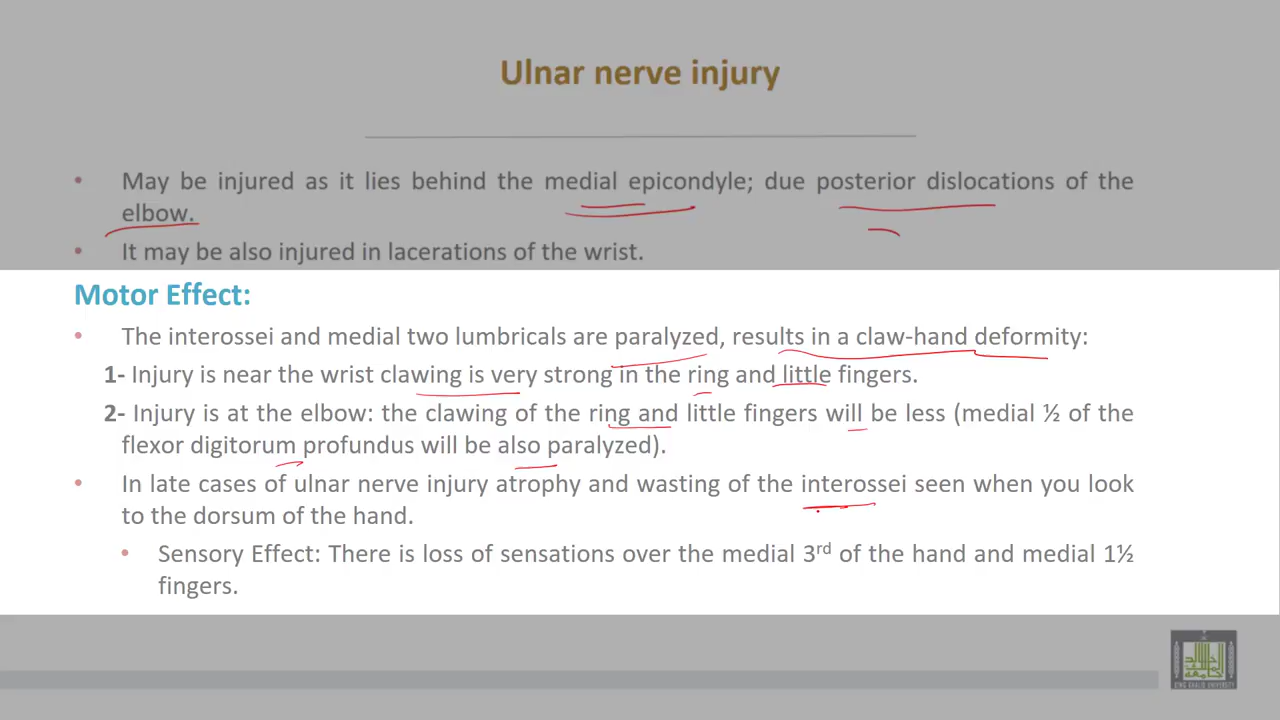 Ulnar nerve injury
• May be injured as it lies behind the medial epicondyle; due posterior dislocations of the
elbow.
• It may be also injured in lacerations of the wrist.
Motor Effect:
• The interossei and medial two lumbricals are paralyzed, results in a claw-hand deformity:
1- Injury is near the wrist clawing is very strong in the ring and little fingers.
2- Injury is at the elbow: the clawing of the ring and little fingers will be less (medial ½ of the
flexor digitorum profundus will be also paralyzed).
• In late cases of ulnar nerve injury atrophy and wasting of the interossei seen when you look
to the dorsum of the hand.
• Sensory Effect: There is loss of sensations over the medial 3rd of the hand and medial 1½
fingers.
KING KHALID UNIVERSITY